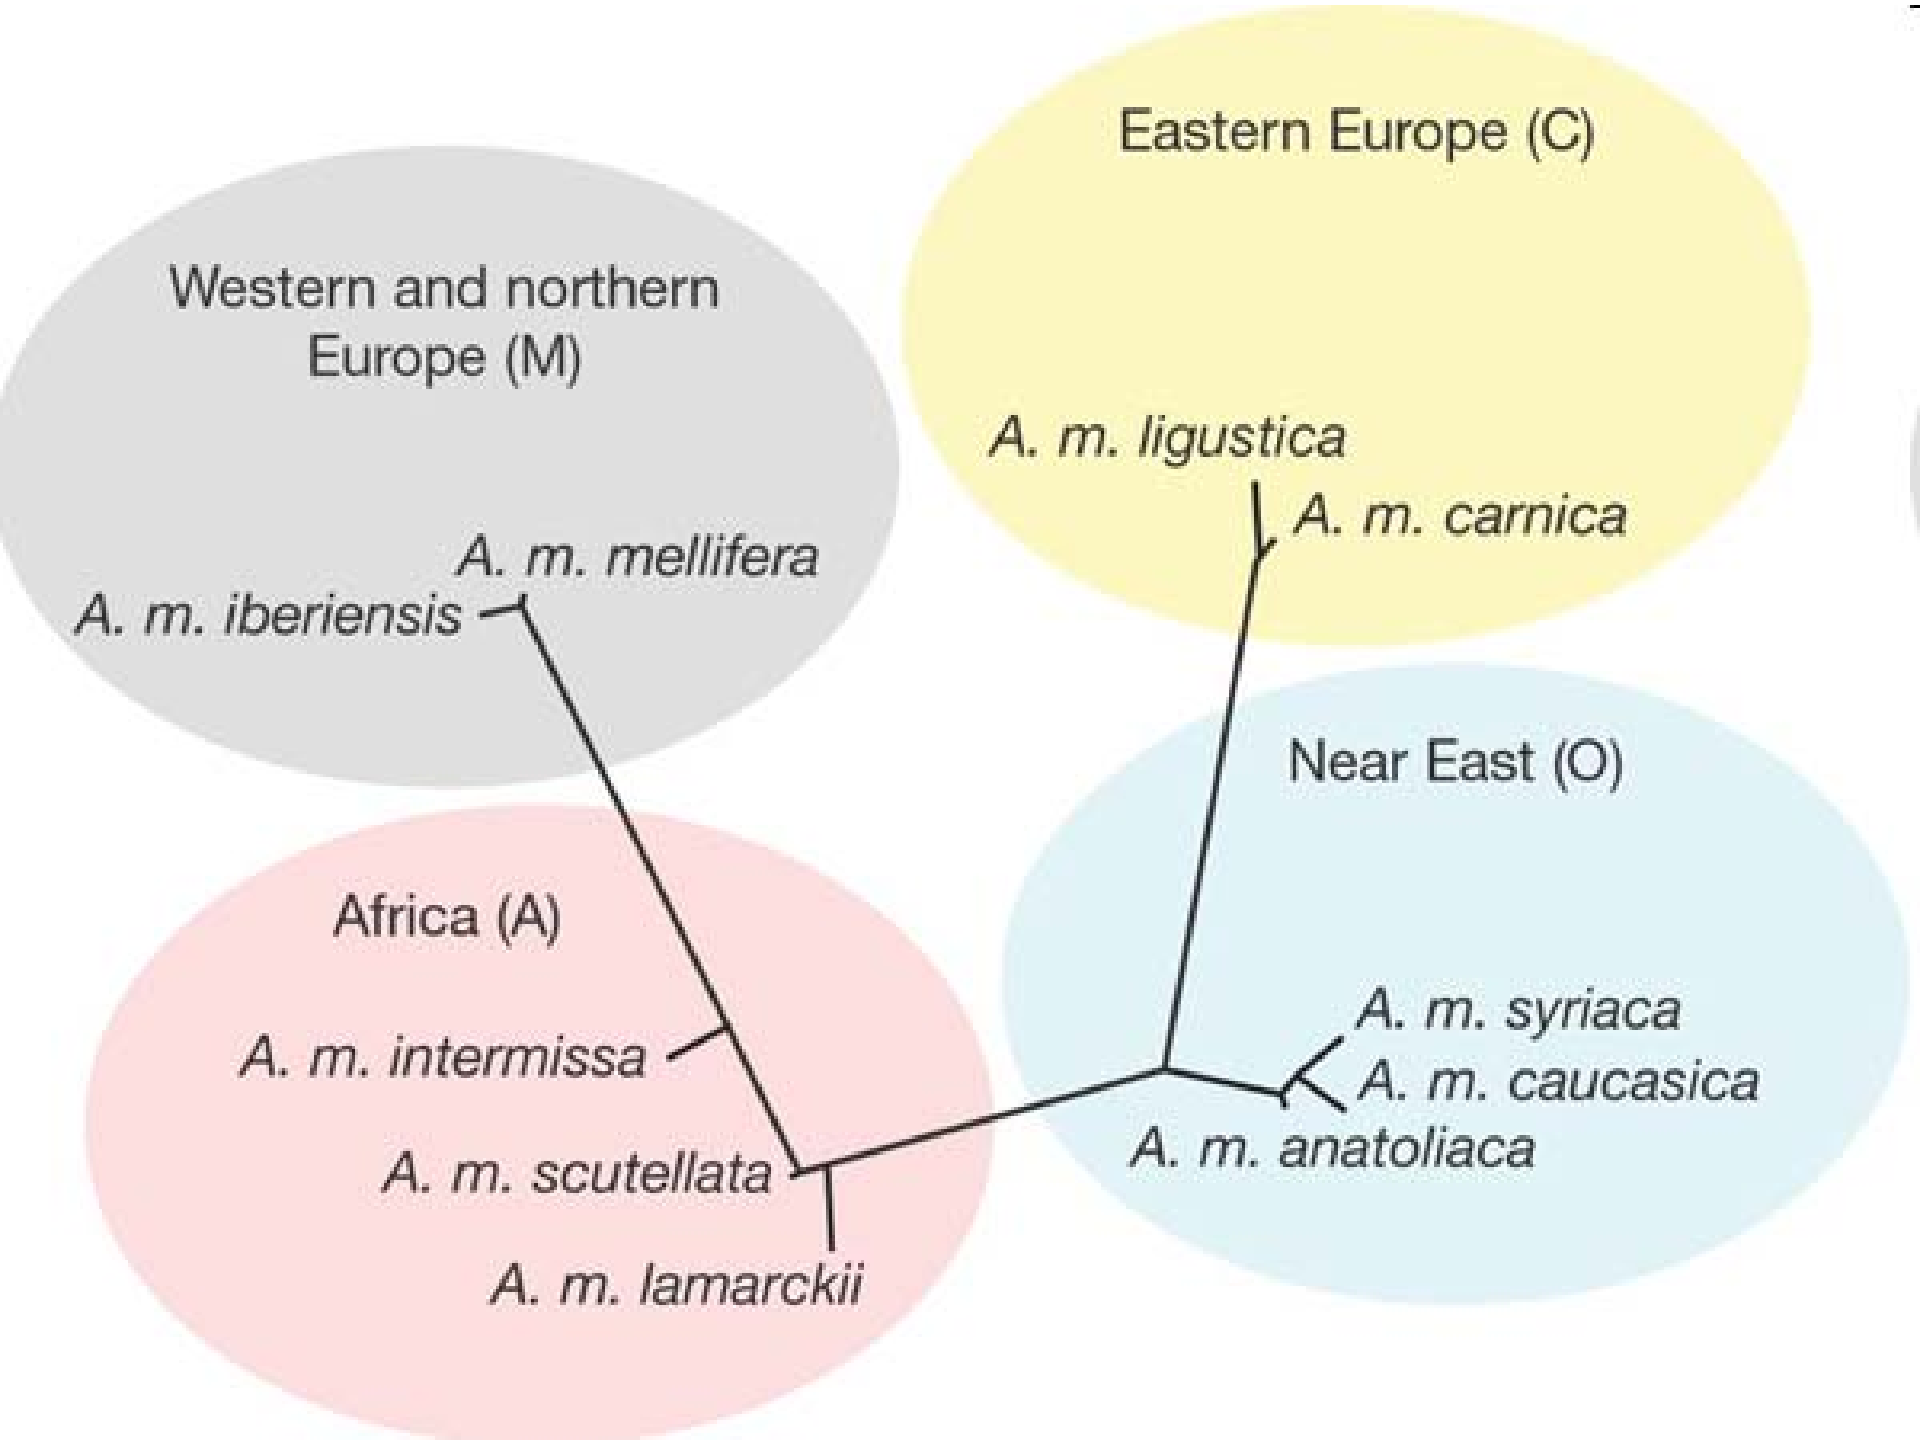 Eastern Europe (C)
Western and northern
Europe (M)
A. m. ligustica
A. m. carnica
A. m. mellifera
A. m. iberiensis
Near East (O)
Africa (A)
A. m. syriaca
A. m. intermissa
A. m. caucasica
A. m. anatoliaca
A. m. scutellata
A. m. lamarckii